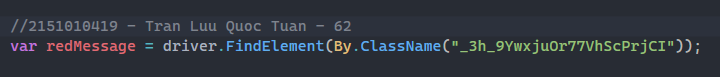 //2151010419 - Tran Luu Quoc Tuan - 62
var redMessage = driver.FindElement(By.ClassName("_3h_9YwxjuOr77VhScPrjCI"));